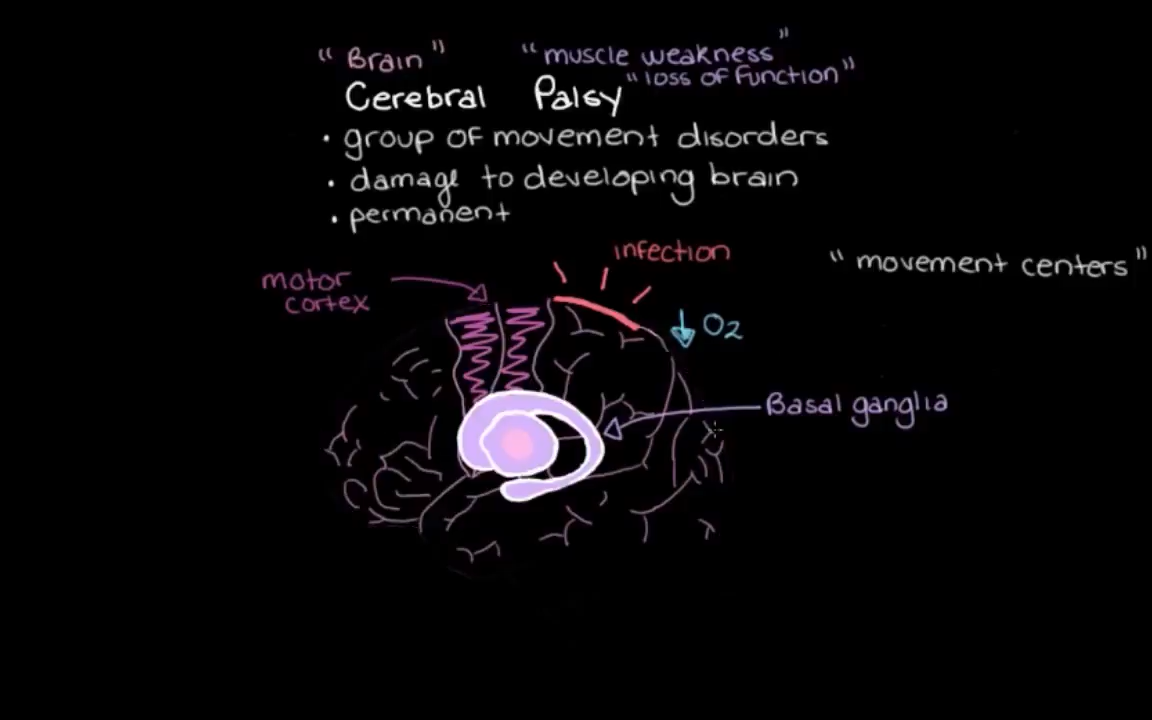 "Brain" "muscle weakness"
"loss of function"
Cerebral Palsy
• group of movement disorders
• damage to developing brain
• permanent
infection
"movement centers"
motor
cortex
↓ O2
Basal ganglia